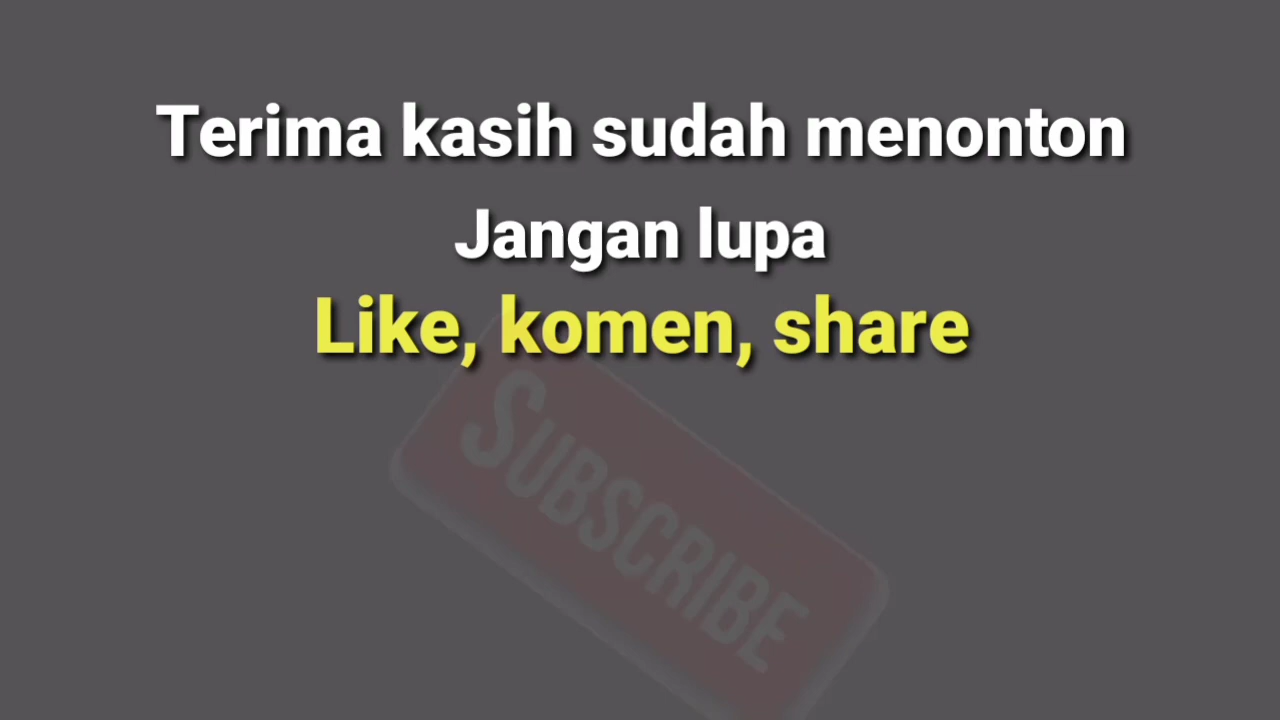 Terima kasih sudah menonton
Jangan lupa
Like, komen, share
SUBSCRIBE